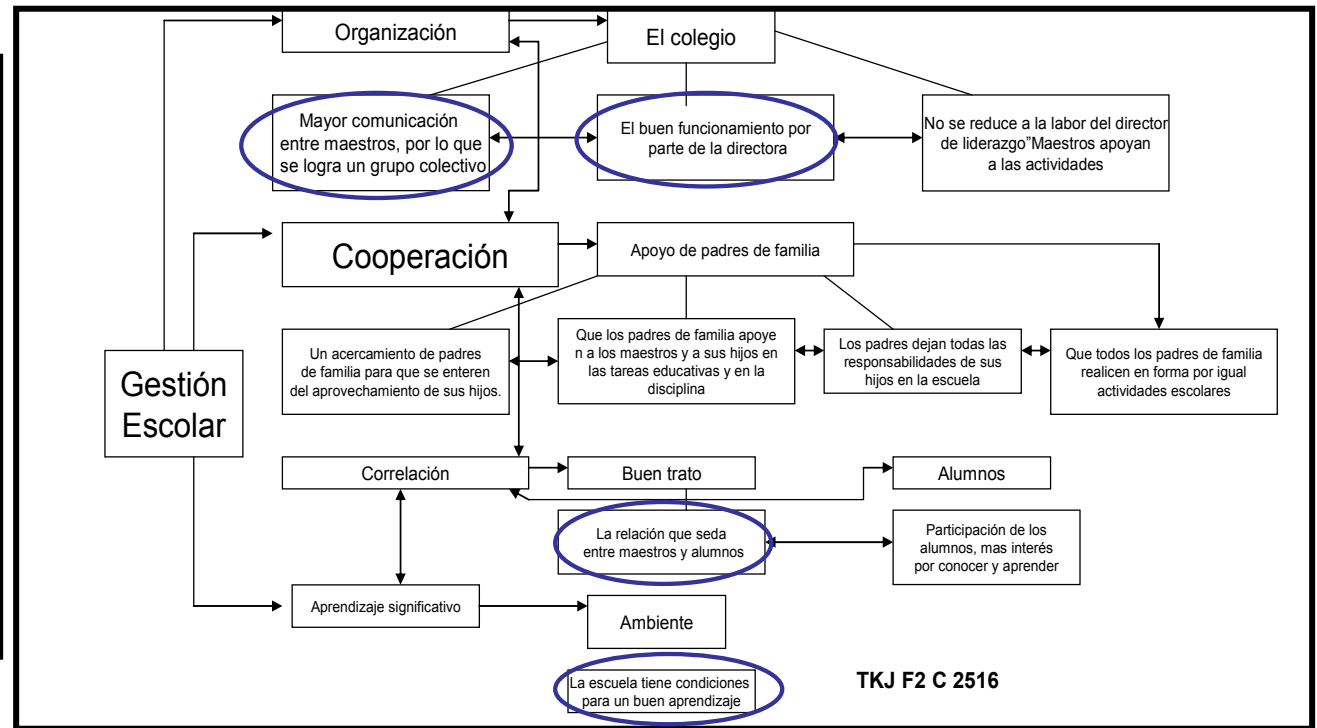 Organización
El colegio
Mayor comunicación
entre maestros, por lo que
se logra un grupo colectivo
El buen funcionamiento por
parte de la directora
No se reduce a la labor del director
de liderazgo”Maestros apoyan
a las actividades
Cooperación
Apoyo de padres de familia
Un acercamiento de padres
de familia para que se enteren
del aprovechamiento de sus hijos.
Que los padres de familia apoye
n a los maestros y a sus hijos en
las tareas educativas y en la
disciplina
Los padres dejan todas las
responsabilidades de sus
hijos en la escuela
Que todos los padres de familia
realicen en forma por igual
actividades escolares
Gestión
Escolar
Correlación
Buen trato
Alumnos
La relación que seda
entre maestros y alumnos
Participación de los
alumnos, mas interés
por conocer y aprender
Aprendizaje significativo
Ambiente
La escuela tiene condiciones
para un buen aprendizaje
TKJ F2 C 2516